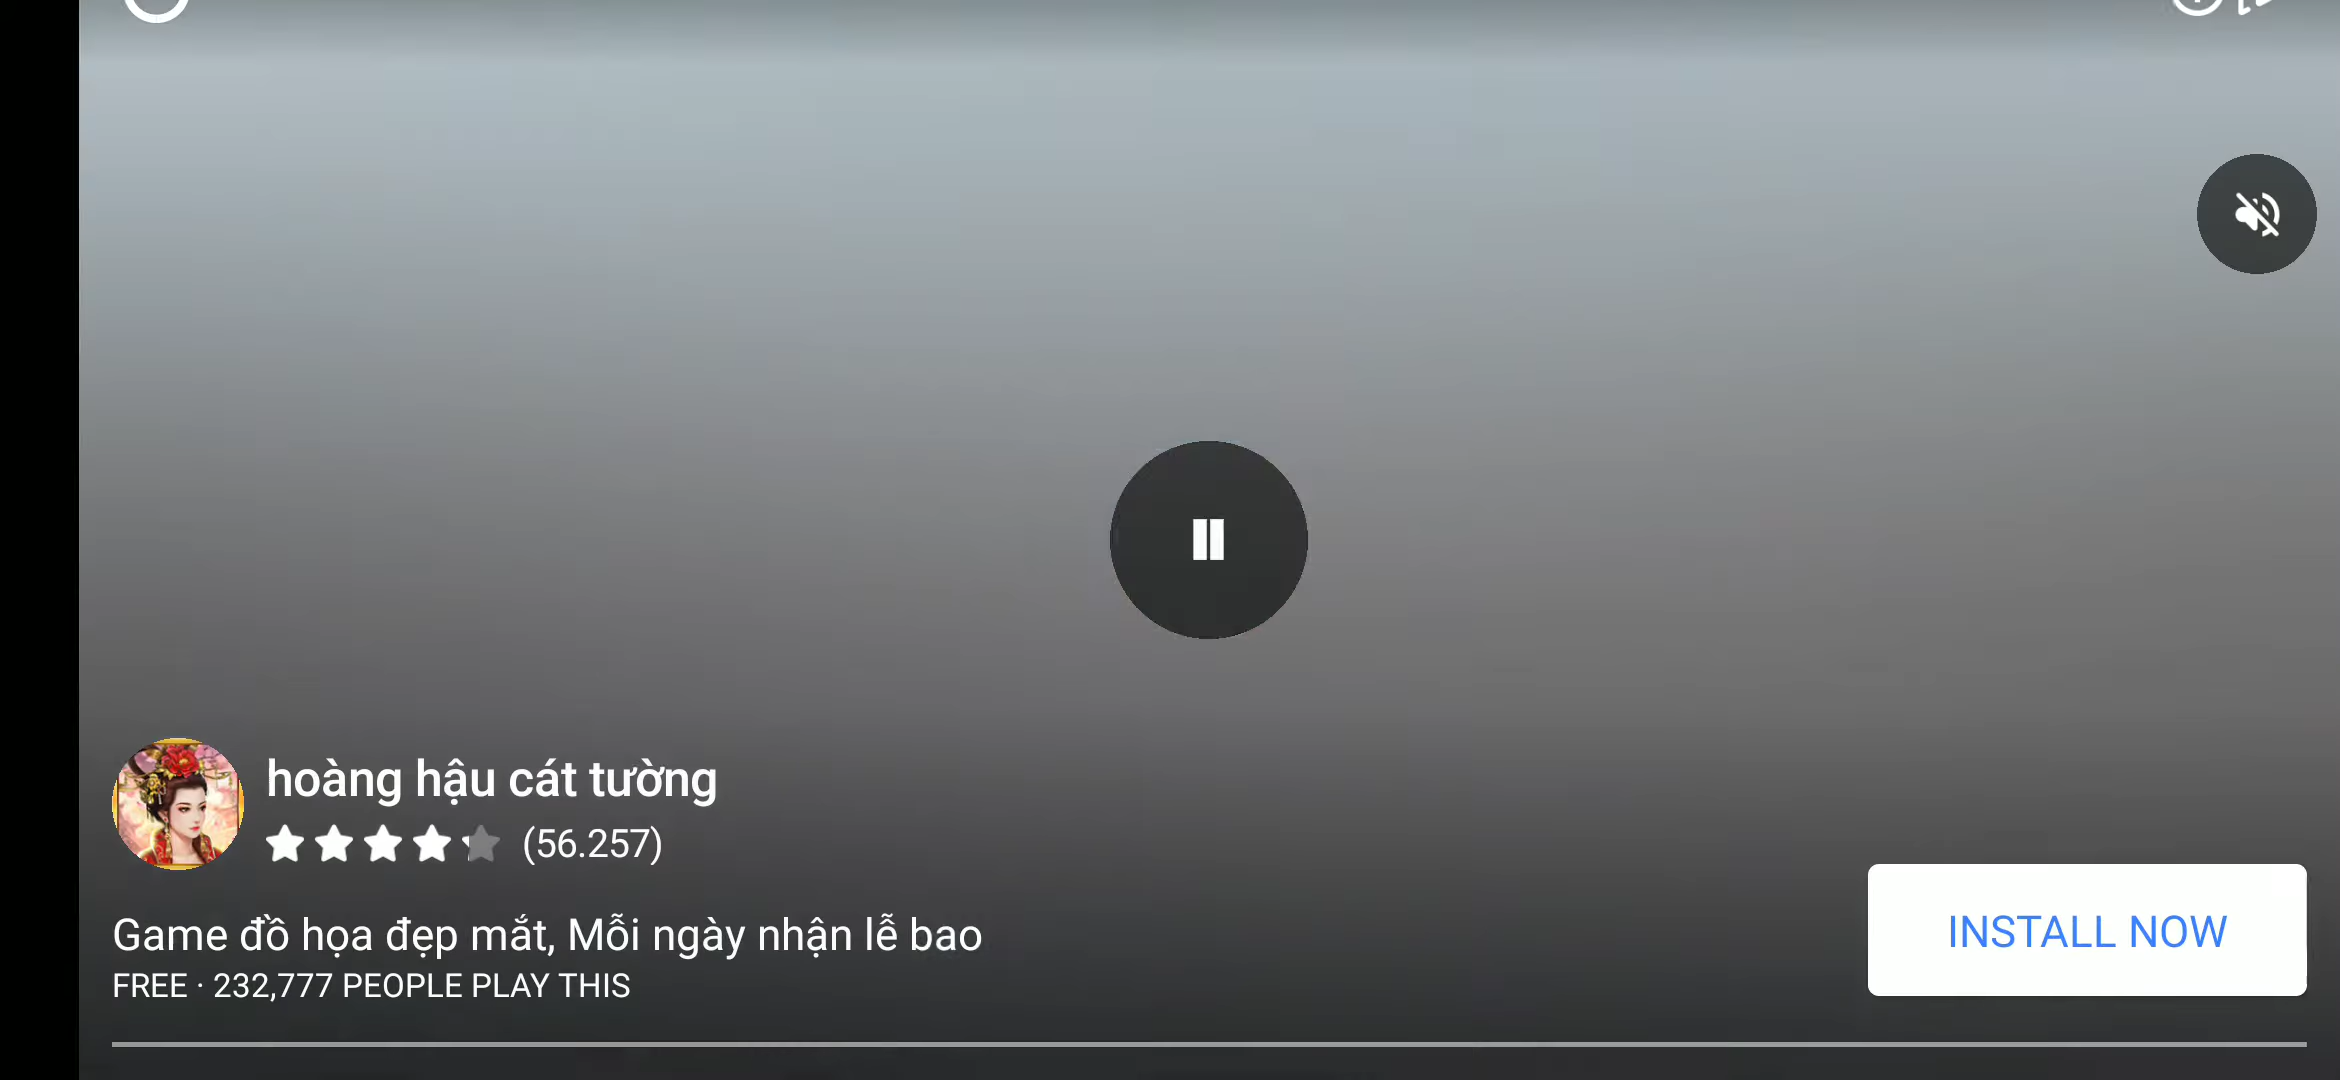 hoàng hậu cát tường
(56.257)
Game đồ họa đẹp mắt, Mỗi ngày nhận lễ bao
FREE · 232,777 PEOPLE PLAY THIS
INSTALL NOW